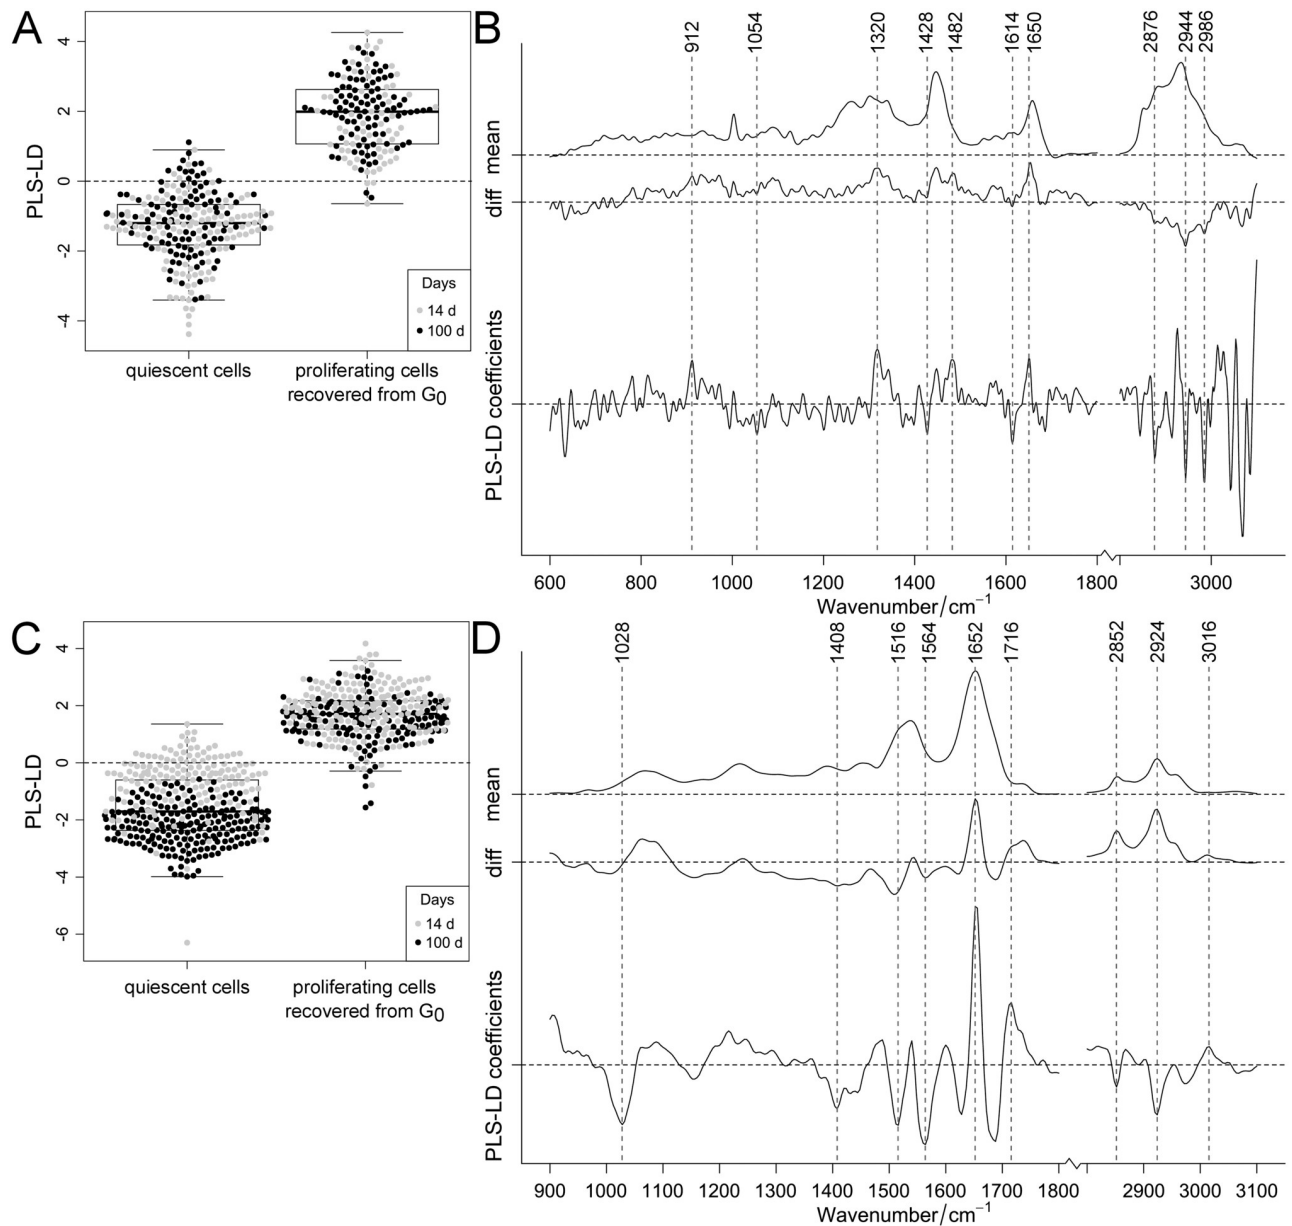 A
PLS-LD
4
2
0
-2
-4
Days
14 d
100 d
quiescent cells
proliferating cells
recovered from G0
B
912
1054
1320
1428
1482
1614
1650
2876
2944
2986
mean
diff
PLS-LD coefficients
600
800
1000
1200
1400
1600
1800
3000
Wavenumber/cm−1
C
PLS-LD
4
2
0
-2
-4
-6
Days
14 d
100 d
quiescent cells
proliferating cells
recovered from G0
D
1028
1408
1516
1564
1652
1716
2852
2924
3016
mean
diff
PLS-LD coefficients
900
1000
1100
1200
1300
1400
1500
1600
1700
1800
2900
3000
3100
Wavenumber/cm−1